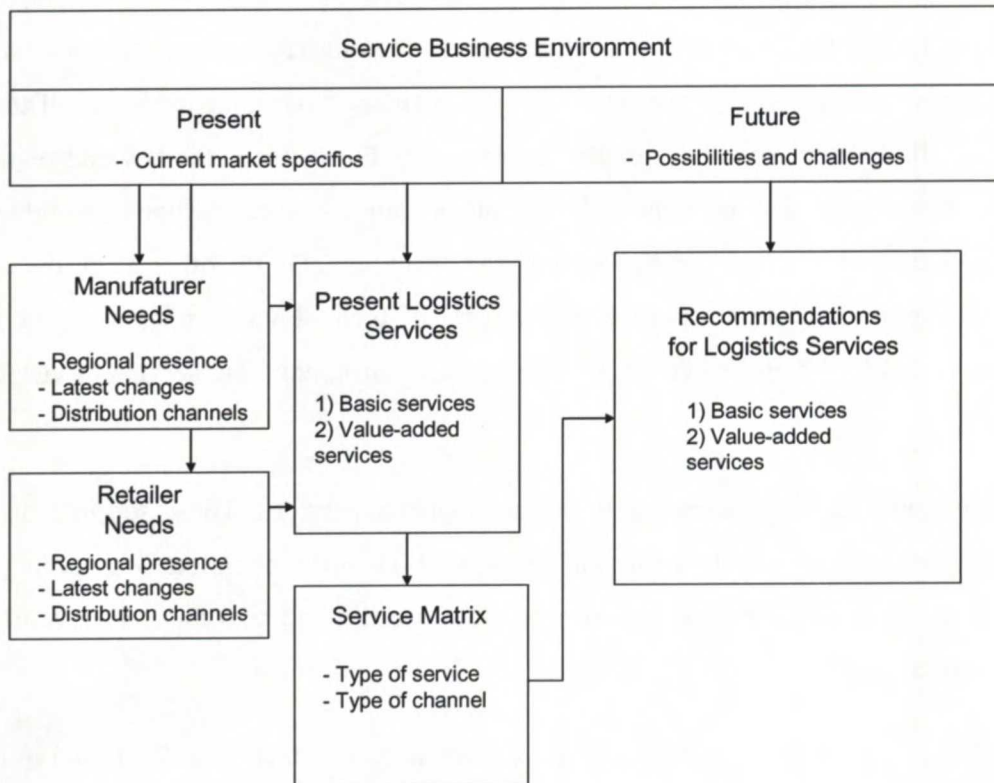 Service Business Environment
Present
- Current market specifics
Future
- Possibilities and challenges
Manufaturer
Needs
- Regional presence
- Latest changes
- Distribution channels
Present Logistics
Services
1) Basic services
2) Value-added
services
Recommendations
for Logistics Services
1) Basic services
2) Value-added
services
Retailer
Needs
- Regional presence
- Latest changes
- Distribution channels
Service Matrix
- Type of service
- Type of channel